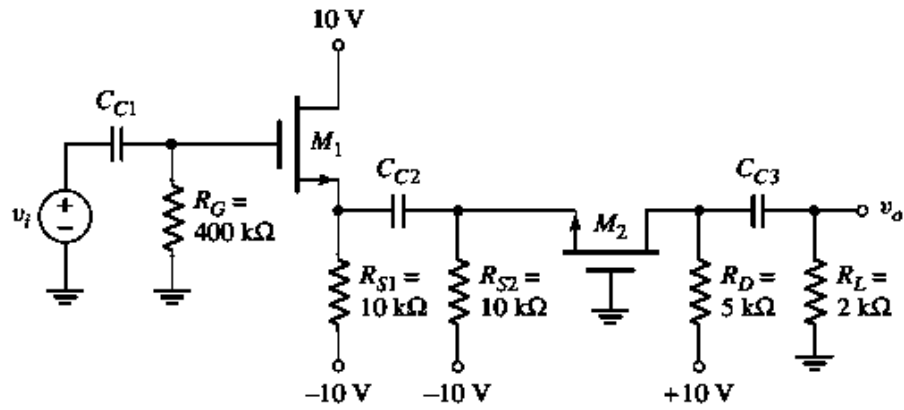 10 V
C_C1
M_1
C_C2
C_C3
v_i
+
−
R_G =
400 kΩ
M_2
v_o
R_S1 =
10 kΩ
R_S2 =
10 kΩ
R_D =
5 kΩ
R_L =
2 kΩ
−10 V
−10 V
+10 V